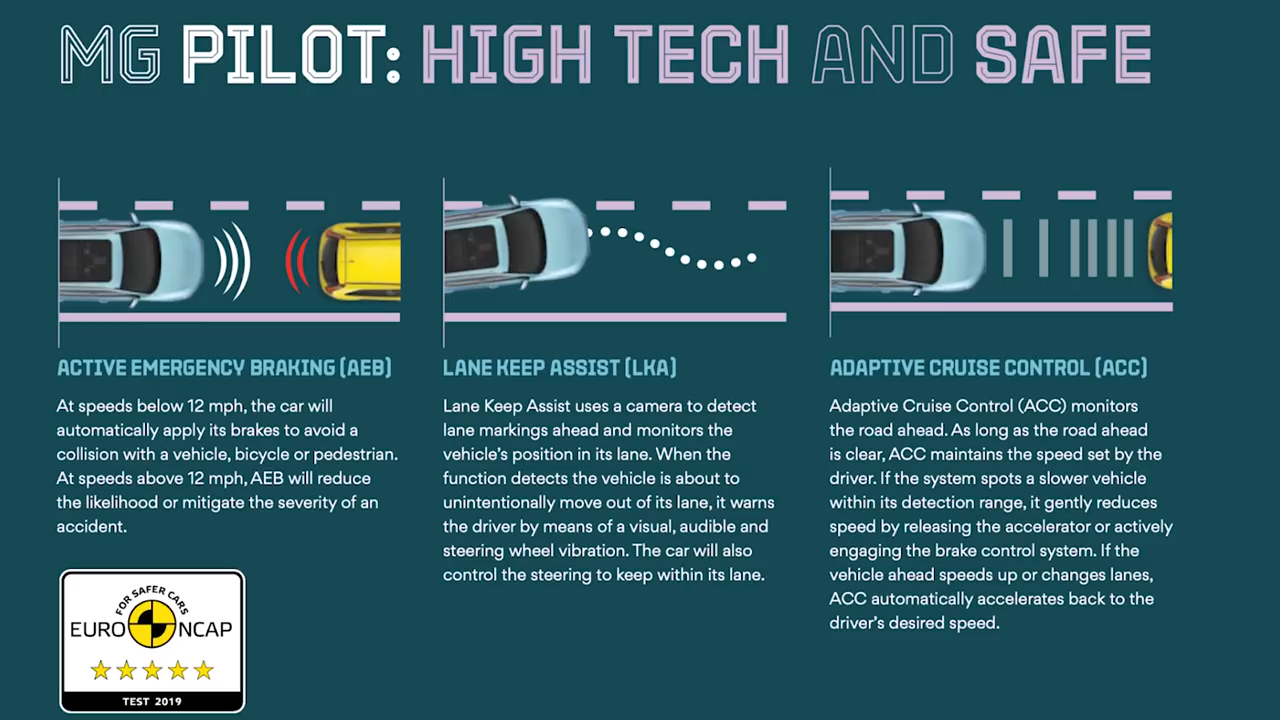 MG PILOT: HIGH TECH AND SAFE
ACTIVE EMERGENCY BRAKING (AEB)
At speeds below 12 mph, the car will
automatically apply its brakes to avoid a
collision with a vehicle, bicycle or pedestrian.
At speeds above 12 mph, AEB will reduce
the likelihood or mitigate the severity of an
accident.
FOR SAFER CARS
EURO NCAP
TEST 2019
LANE KEEP ASSIST (LKA)
Lane Keep Assist uses a camera to detect
lane markings ahead and monitors the
vehicle's position in its lane. When the
function detects the vehicle is about to
unintentionally move out of its lane, it warns
the driver by means of a visual, audible and
steering wheel vibration. The car will also
control the steering to keep within its lane.
ADAPTIVE CRUISE CONTROL (ACC)
Adaptive Cruise Control (ACC) monitors
the road ahead. As long as the road ahead
is clear, ACC maintains the speed set by the
driver. If the system spots a slower vehicle
within its detection range, it gently reduces
speed by releasing the accelerator or actively
engaging the brake control system. If the
vehicle ahead speeds up or changes lanes,
ACC automatically accelerates back to the
driver's desired speed.